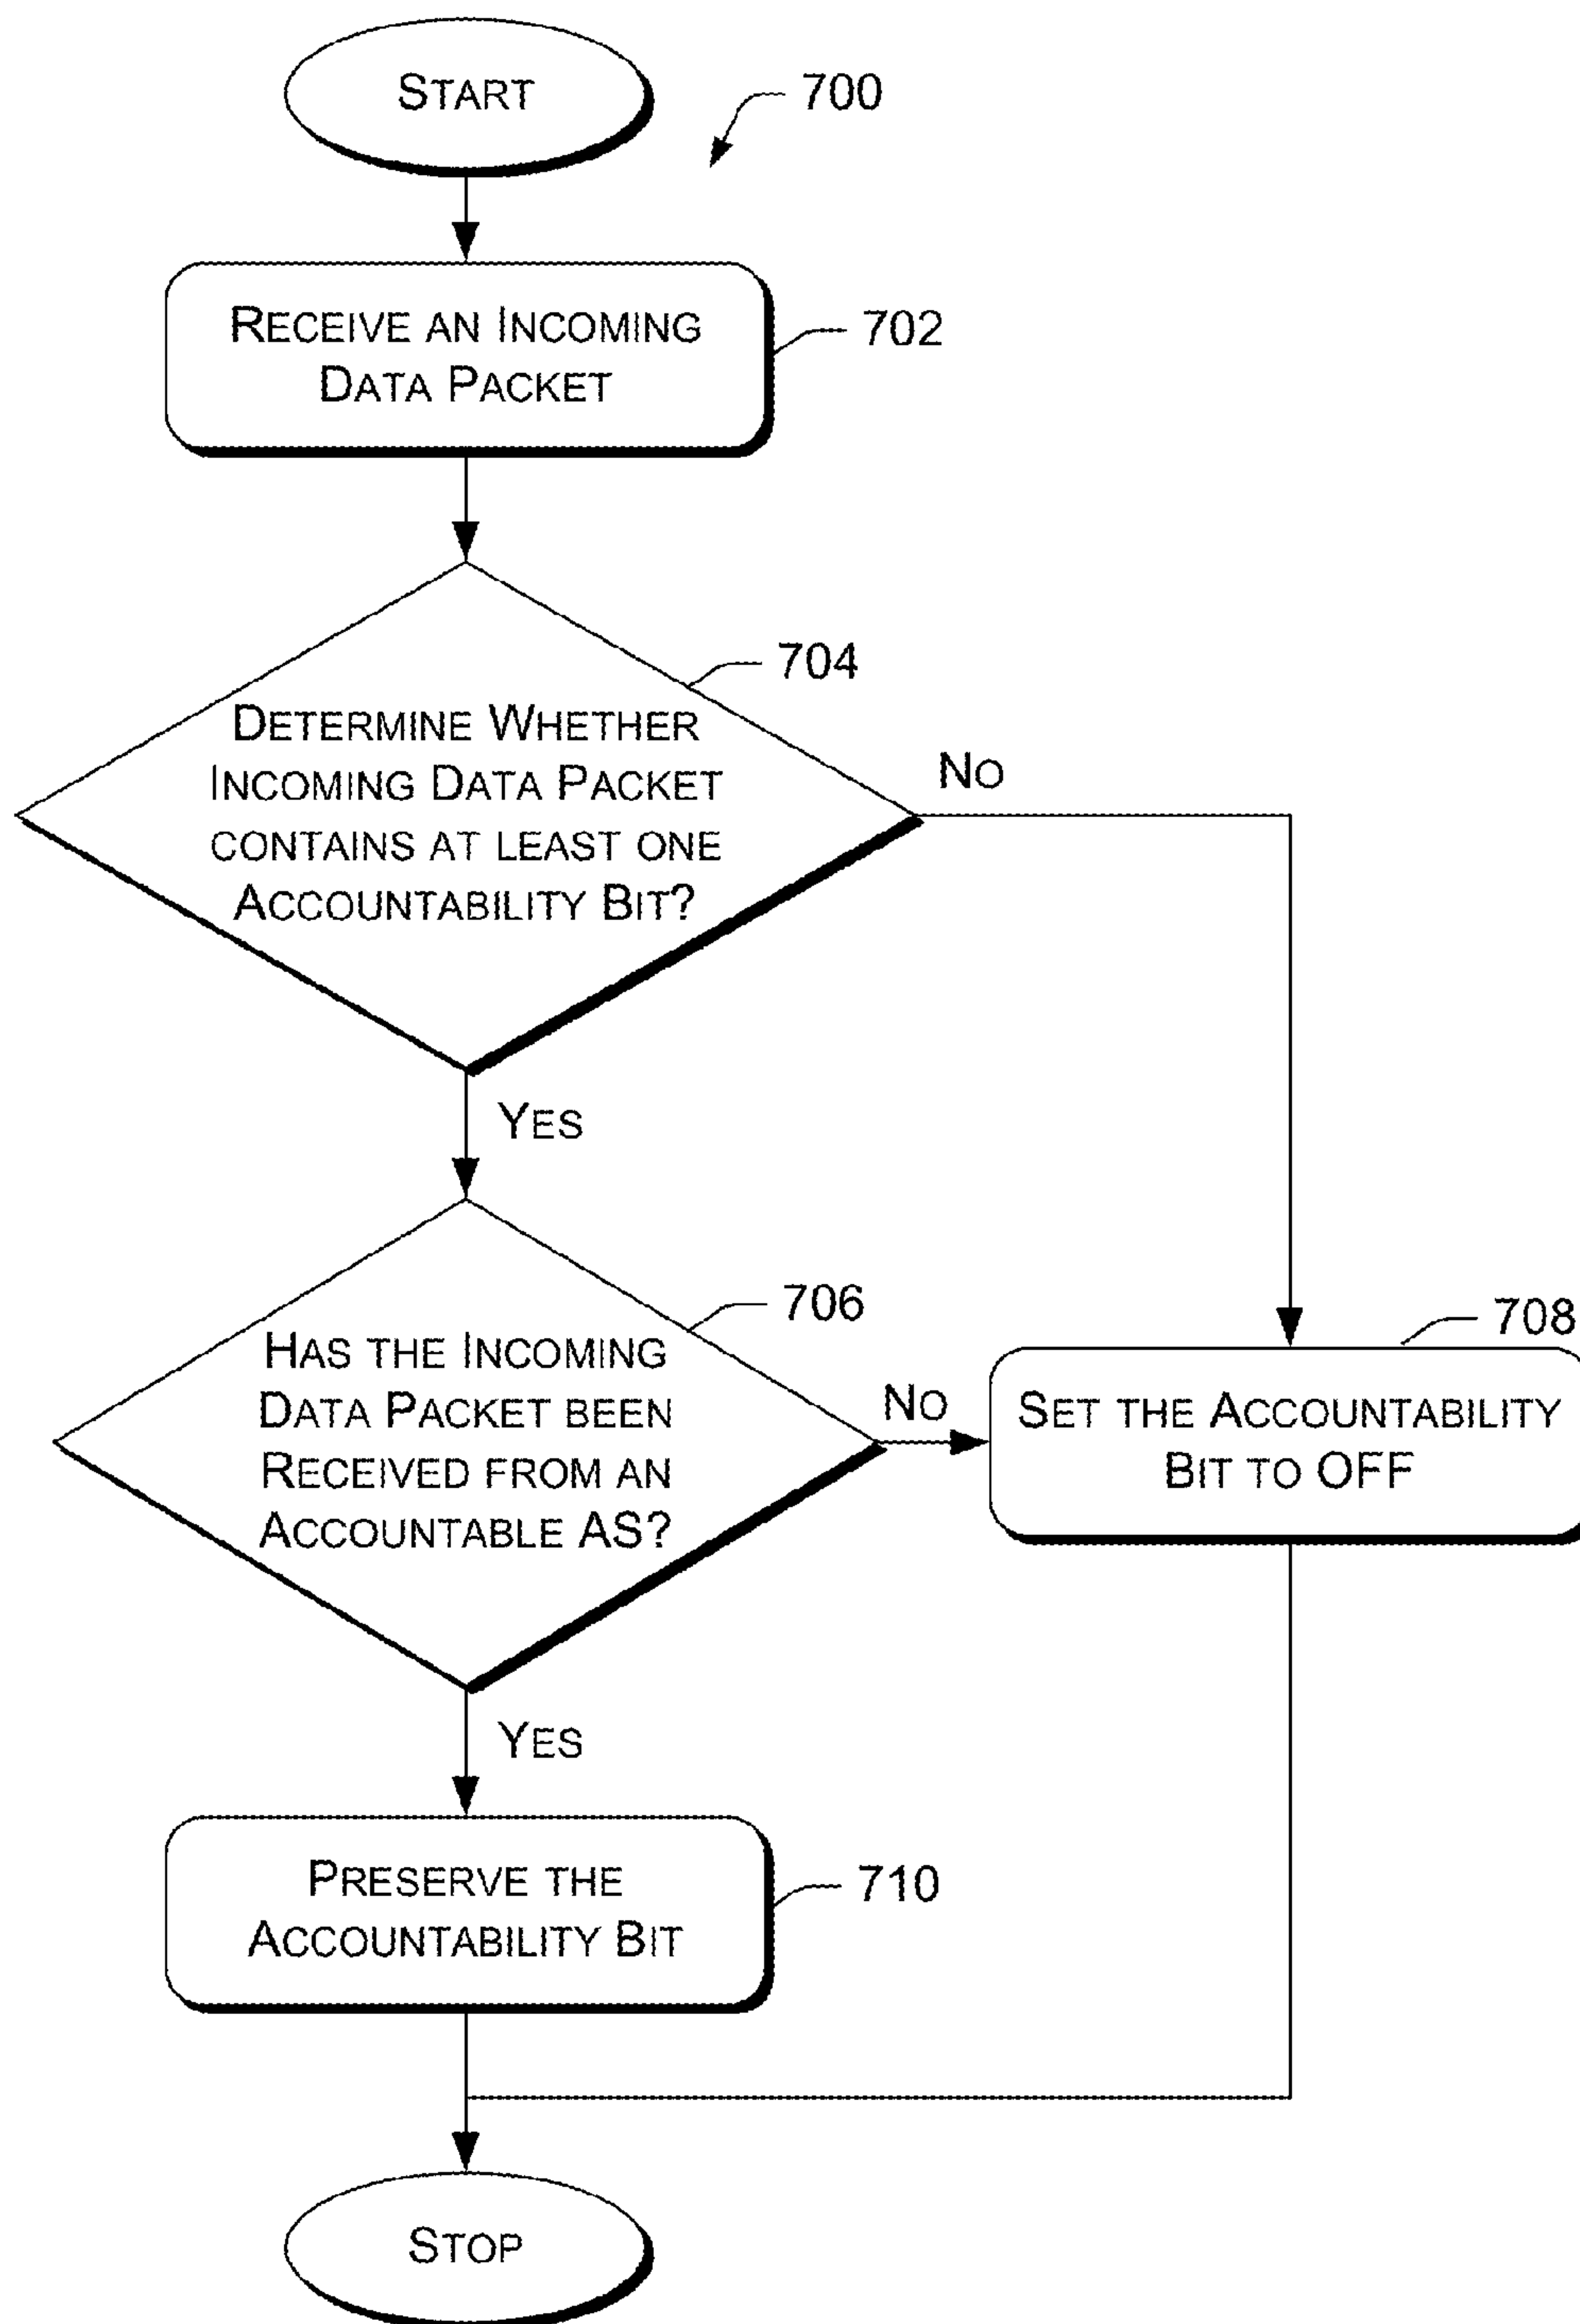 START
700
RECEIVE AN INCOMING
DATA PACKET
702
704
DETERMINE WHETHER
INCOMING DATA PACKET
CONTAINS AT LEAST ONE
ACCOUNTABILITY BIT?
NO
YES
706
HAS THE INCOMING
DATA PACKET BEEN
RECEIVED FROM AN
ACCOUNTABLE AS?
NO
708
SET THE ACCOUNTABILITY
BIT TO OFF
YES
PRESERVE THE
ACCOUNTABILITY BIT
710
STOP